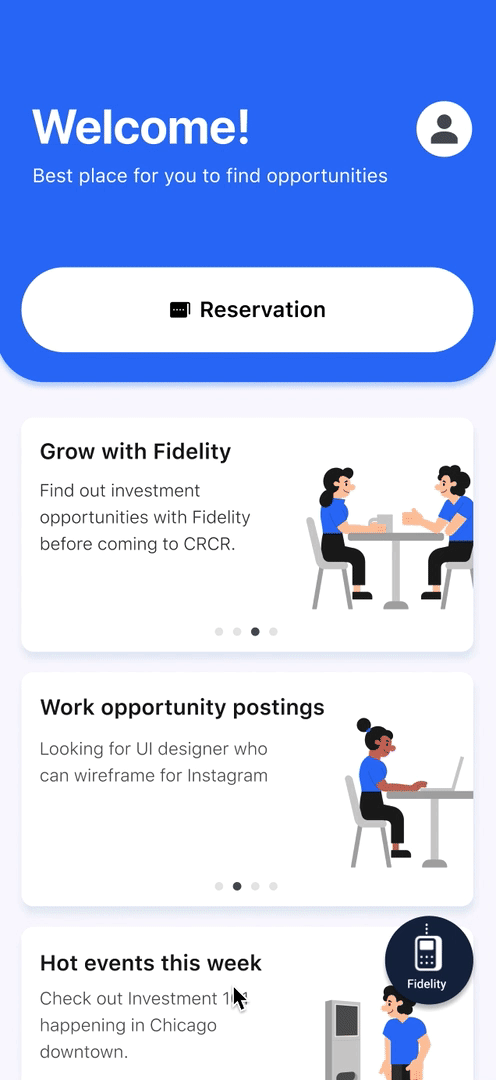 Welcome!
Best place for you to find opportunities
Reservation
Grow with Fidelity
Find out investment
opportunities with Fidelity
before coming to CRCR.
Work opportunity postings
Looking for UI designer who
can wireframe for Instagram
Hot events this week
Check out Investment
happening in Chicago
downtown.
Fidelity